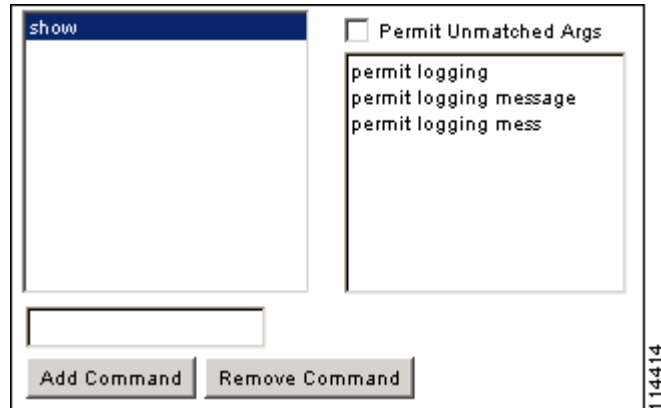 show
Permit Unmatched Args
permit logging
permit logging message
permit logging mess
Add Command
Remove Command
114414